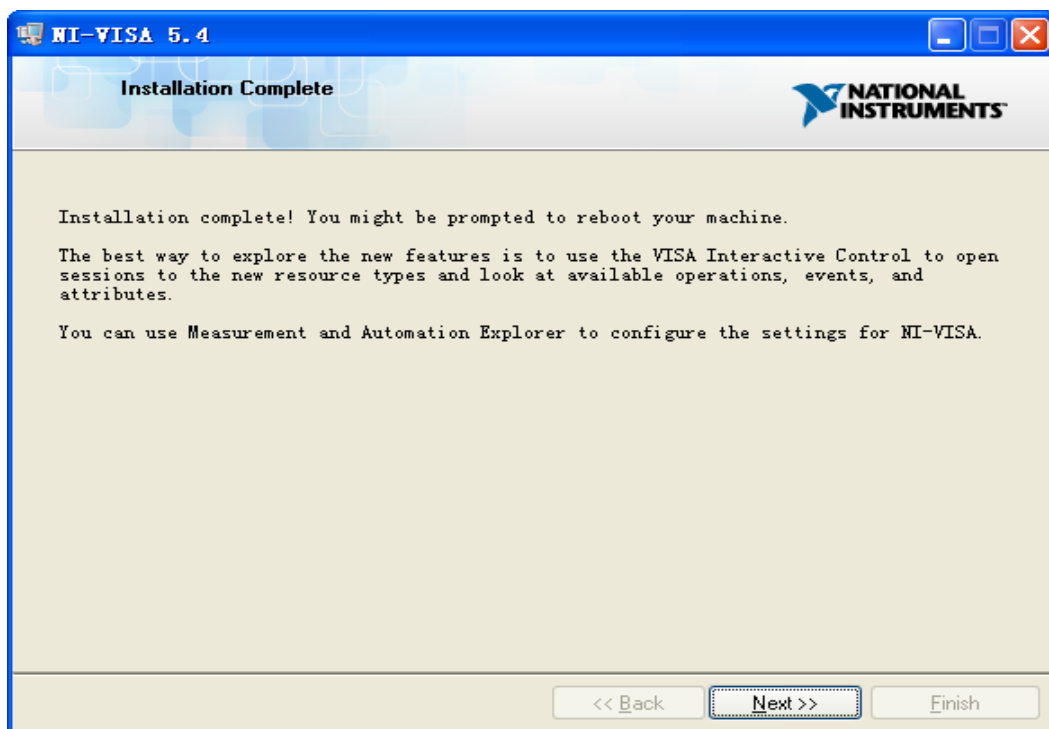 NI-VISA 5.4
Installation Complete
NATIONAL
INSTRUMENTS™
Installation complete! You might be prompted to reboot your machine.
The best way to explore the new features is to use the VISA Interactive Control to open
sessions to the new resource types and look at available operations, events, and
attributes.
You can use Measurement and Automation Explorer to configure the settings for NI-VISA.
<< Back
Next >>
Finish